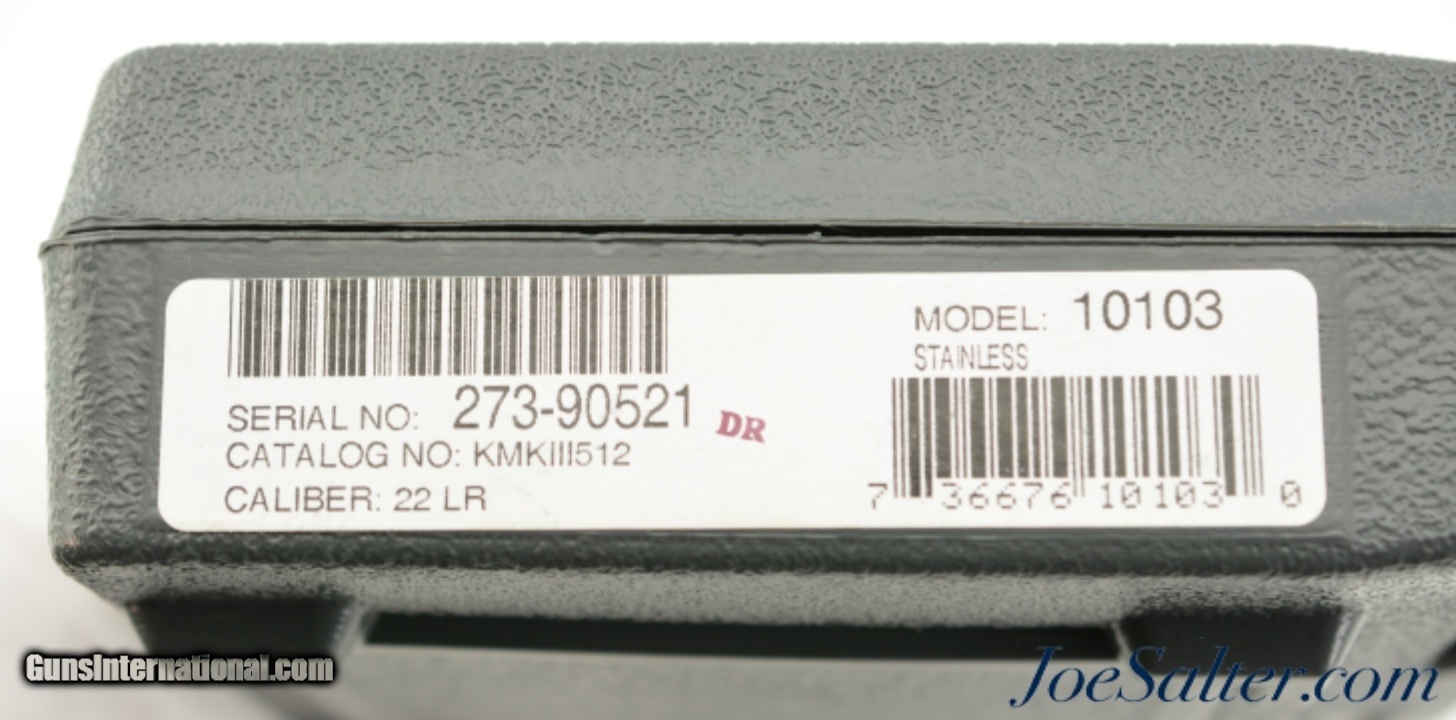 SERIAL NO: 273-90521 DR
CATALOG NO: KMKIII512
CALIBER: 22 LR
MODEL: 10103
STAINLESS
7 36676 10103 0
GunsInternational.com
JoeSalter.com